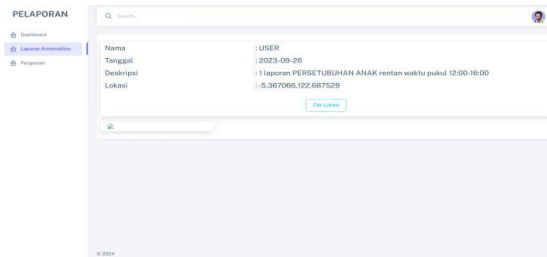 PELAPORAN
Search...
Dashboard
Laporan Kriminalitas
Pelaporan
Nama : USER
Tanggal : 2023-09-26
Deskripsi : 1 laporan PERSETUBUHAN ANAK rentan waktu pukul 12:00-16:00
Lokasi : -5.367066,122.687529
Cek Lokasi
© 2024